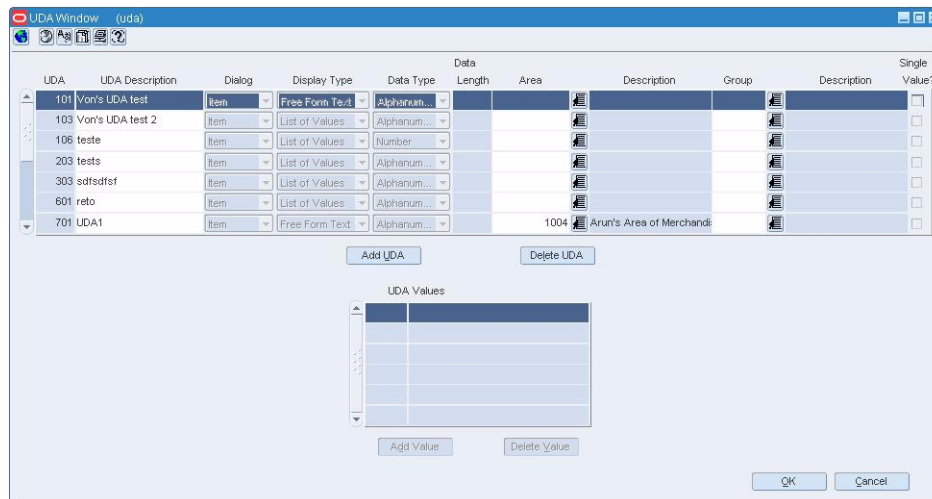 UDA Window (uda)
Data Single
UDA UDA Description Dialog Display Type Data Type Length Area Description Group Description Value?
101 Von's UDA test Item Free Form Text Alphanum...
103 Von's UDA test 2 Item List of Values Alphanum...
106 teste Item List of Values Number
203 tests Item List of Values Alphanum...
303 sdfsdfsf Item List of Values Alphanum...
601 reto Item List of Values Alphanum...
701 UDA1 Item Free Form Text Alphanum... 1004 Arun's Area of Merchandi
Add UDA Delete UDA
UDA Values
Add Value Delete Value
OK Cancel